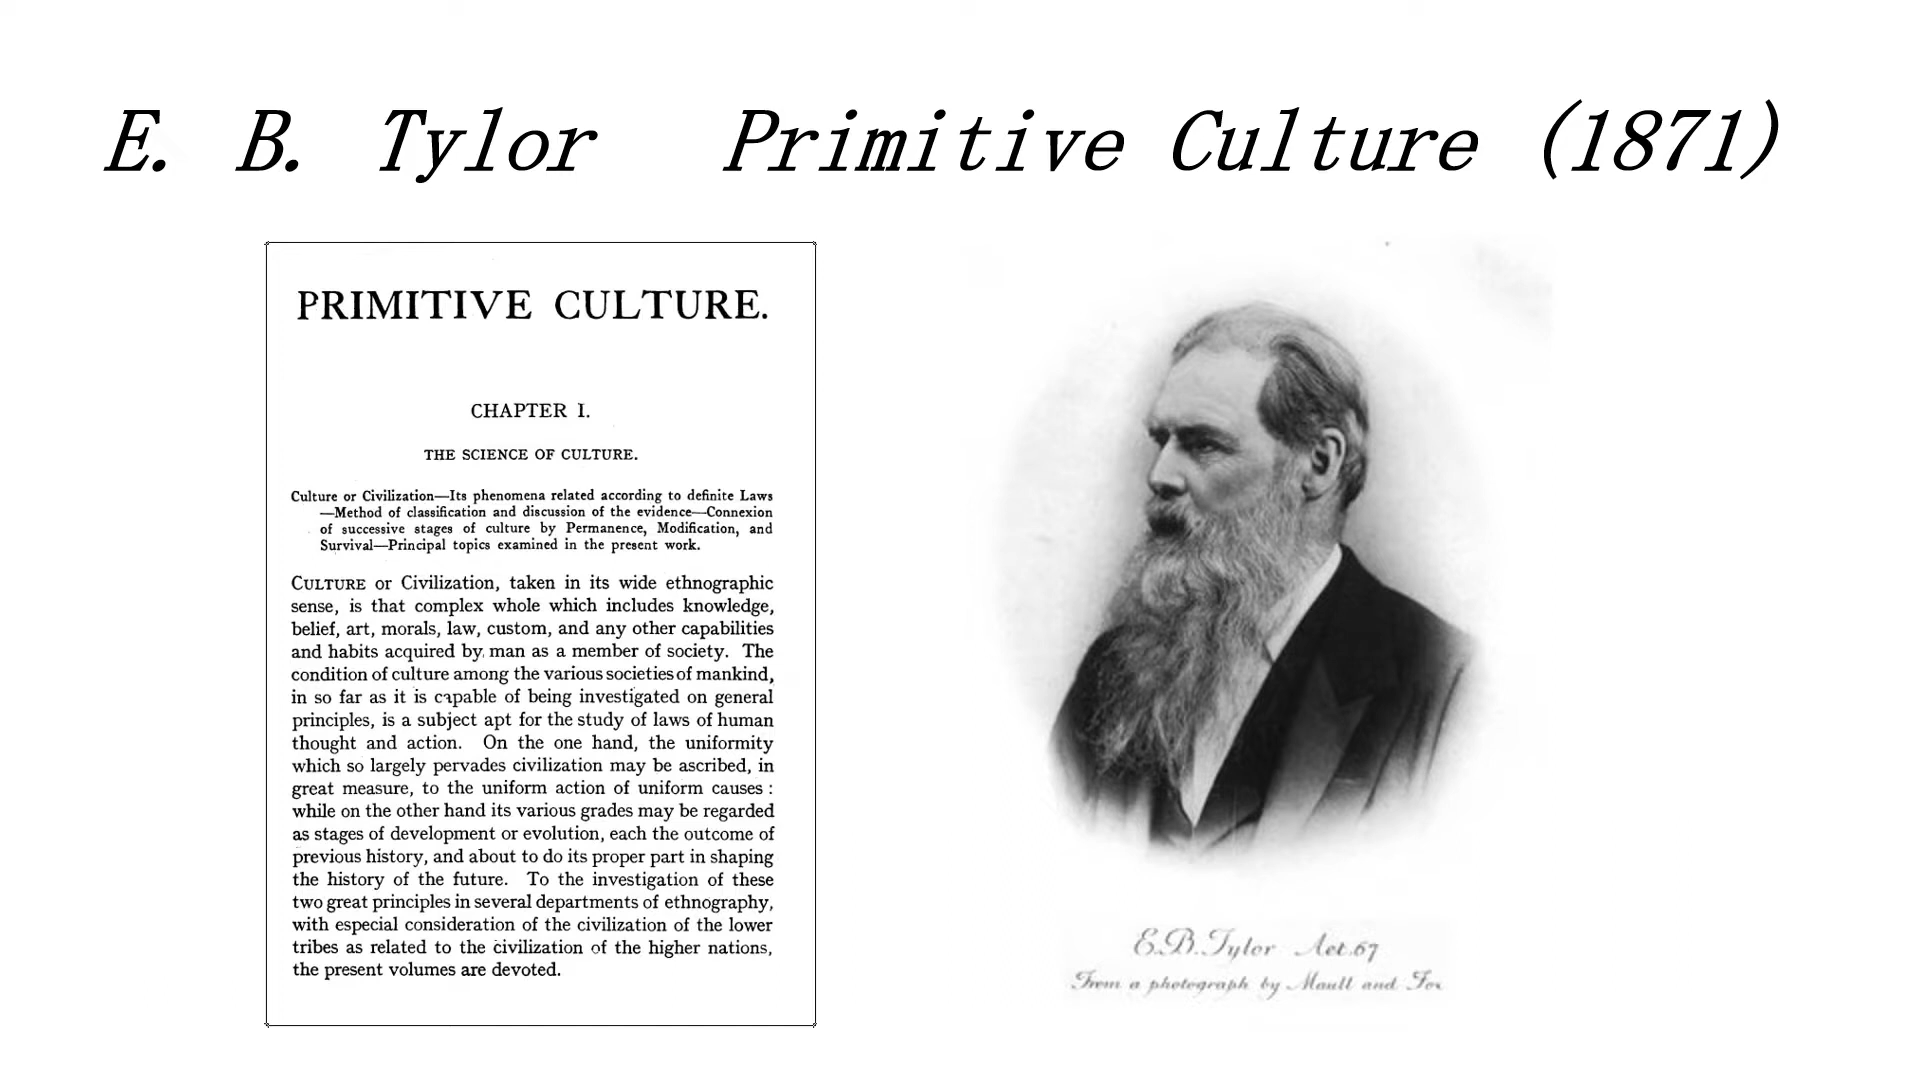 E. B. Tylor Primitive Culture (1871)
PRIMITIVE CULTURE.
CHAPTER I.
THE SCIENCE OF CULTURE.
Culture or Civilization—Its phenomena related according to definite Laws
—Method of classification and discussion of the evidence—Connexion
of successive stages of culture by Permanence, Modification, and
Survival—Principal topics examined in the present work.
CULTURE or Civilization, taken in its wide ethnographic
sense, is that complex whole which includes knowledge,
belief, art, morals, law, custom, and any other capabilities
and habits acquired by man as a member of society. The
condition of culture among the various societies of mankind,
in so far as it is capable of being investigated on general
principles, is a subject apt for the study of laws of human
thought and action. On the one hand, the uniformity
which so largely pervades civilization may be ascribed, in
great measure, to the uniform action of uniform causes :
while on the other hand its various grades may be regarded
as stages of development or evolution, each the outcome of
previous history, and about to do its proper part in shaping
the history of the future. To the investigation of these
two great principles in several departments of ethnography,
with especial consideration of the civilization of the lower
tribes as related to the civilization of the higher nations,
the present volumes are devoted.
E.B.Tylor Aet.67
From a photograph by Maull and Fox